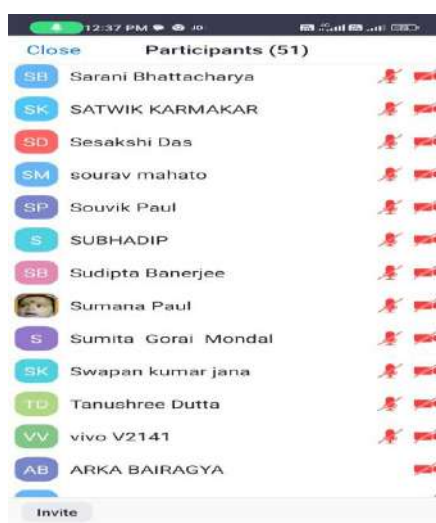 12:37 PM
Close Participants (51)
SB Sarani Bhattacharya
SK SATWIK KARMAKAR
SD Sesakshi Das
SM sourav mahato
SP Souvik Paul
S SUBHADIP
SB Sudipta Banerjee
Sumana Paul
S Sumita Gorai Mondal
SK Swapan kumar jana
TD Tanushree Dutta
VV vivo V2141
AB ARKA BAIRAGYA
Invite